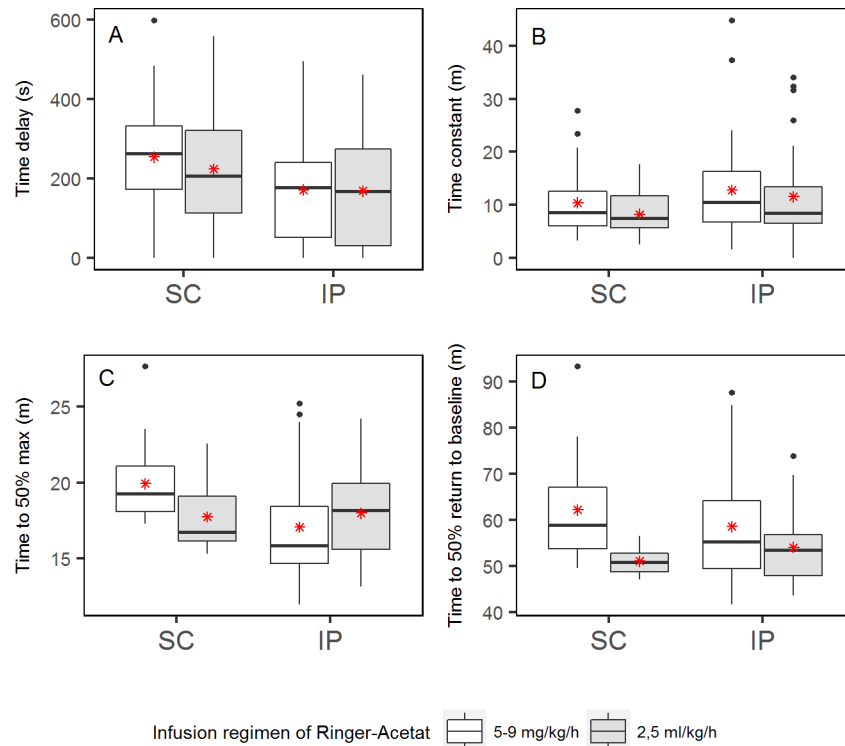 A
Time delay (s)
600
400
200
0
SC IP
B
Time constant (m)
40
30
20
10
0
SC IP
C
Time to 50% max (m)
25
20
15
SC IP
D
Time to 50% return to baseline (m)
90
80
70
60
50
40
SC IP
Infusion regimen of Ringer-Acetat 5-9 mg/kg/h 2,5 ml/kg/h